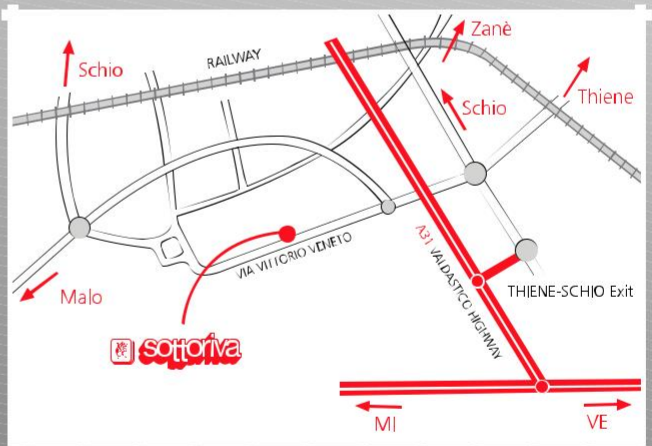 Zanè
RAILWAY
Schio
Thiene
Schio
A31 VALDASTICO HIGHWAY
VIA VITTORIO VENETO
Malo
THIENE-SCHIO Exit
sottoriva
MI
VE